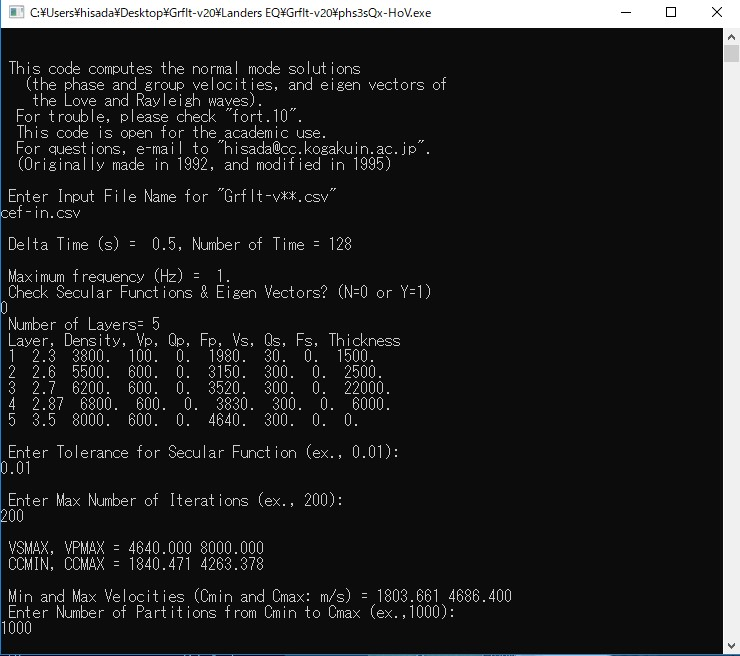 C:¥Users¥hisada¥Desktop¥Grflt-v20¥Landers EQ¥Grflt-v20¥phs3sQx-HoV.exe
This code computes the normal mode solutions
(the phase and group velocities, and eigen vectors of
the Love and Rayleigh waves).
For trouble, please check "fort.10".
This code is open for the academic use.
For questions, e-mail to "hisada@cc.kogakuin.ac.jp".
(Originally made in 1992, and modified in 1995)
Enter Input File Name for "Grflt-v**.csv"
cef-in.csv
Delta Time (s) =  0.5, Number of Time = 128
Maximum frequency (Hz) =  1.
Check Secular Functions & Eigen Vectors? (N=0 or Y=1)
0
Number of Layers= 5
Layer, Density, Vp, Qp, Fp, Vs, Qs, Fs, Thickness
1  2.3  3800.  100.  0.  1980.  30.  0.  1500.
2  2.6  5500.  600.  0.  3150.  300.  0.  2500.
3  2.7  6200.  600.  0.  3520.  300.  0.  22000.
4  2.87  6800.  600.  0.  3830.  300.  0.  6000.
5  3.5  8000.  600.  0.  4640.  300.  0.  0.
Enter Tolerance for Secular Function (ex., 0.01):
0.01
Enter Max Number of Iterations (ex., 200):
200
VSMAX, VPMAX = 4640.000 8000.000
CCMIN, CCMAX = 1840.471 4263.378
Min and Max Velocities (Cmin and Cmax: m/s) = 1803.661 4686.400
Enter Number of Partitions from Cmin to Cmax (ex.,1000):
1000